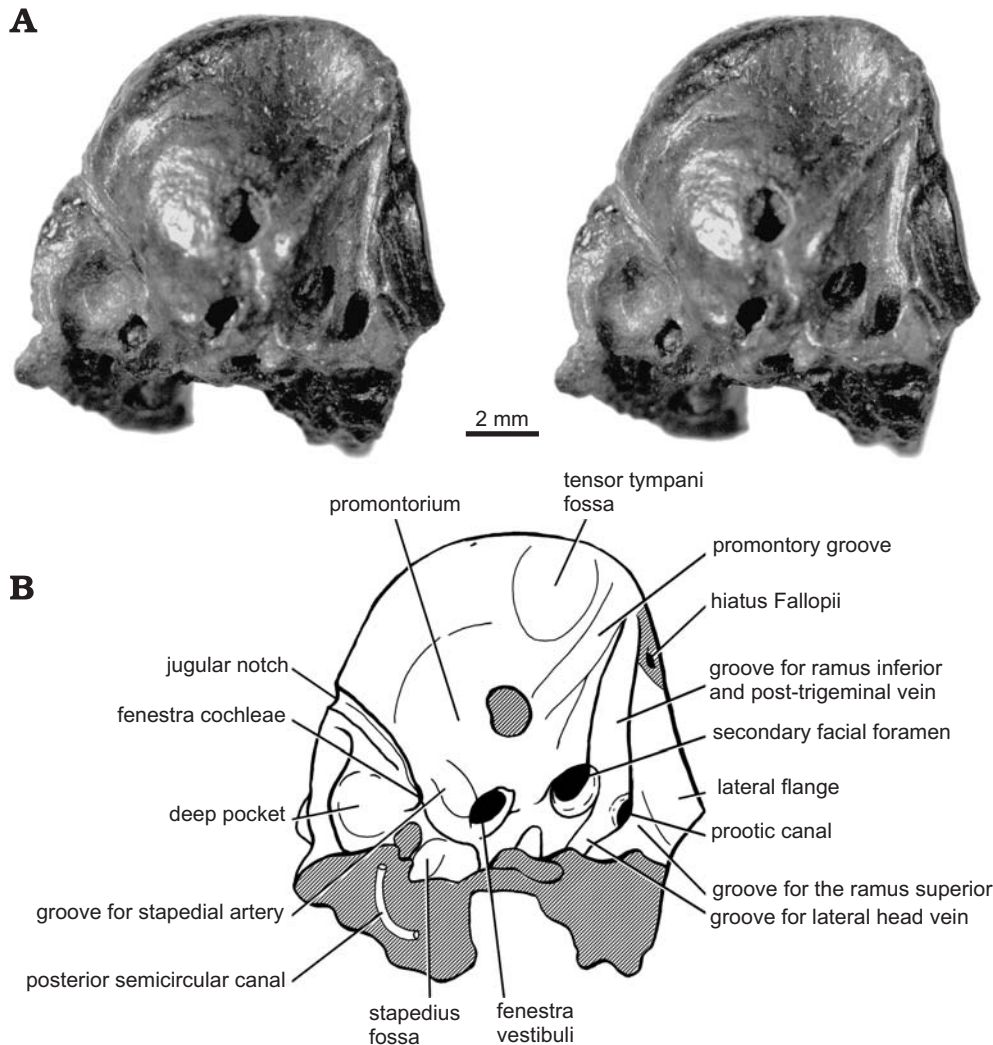 A
2 mm
tensor tympani
fossa
promontorium
promontory groove
B
hiatus Fallopii
jugular notch
groove for ramus inferior
and post-trigeminal vein
fenestra cochleae
secondary facial foramen
lateral flange
deep pocket
prootic canal
groove for the ramus superior
groove for stapedial artery
groove for lateral head vein
posterior semicircular canal
stapedius
fossa
fenestra
vestibuli